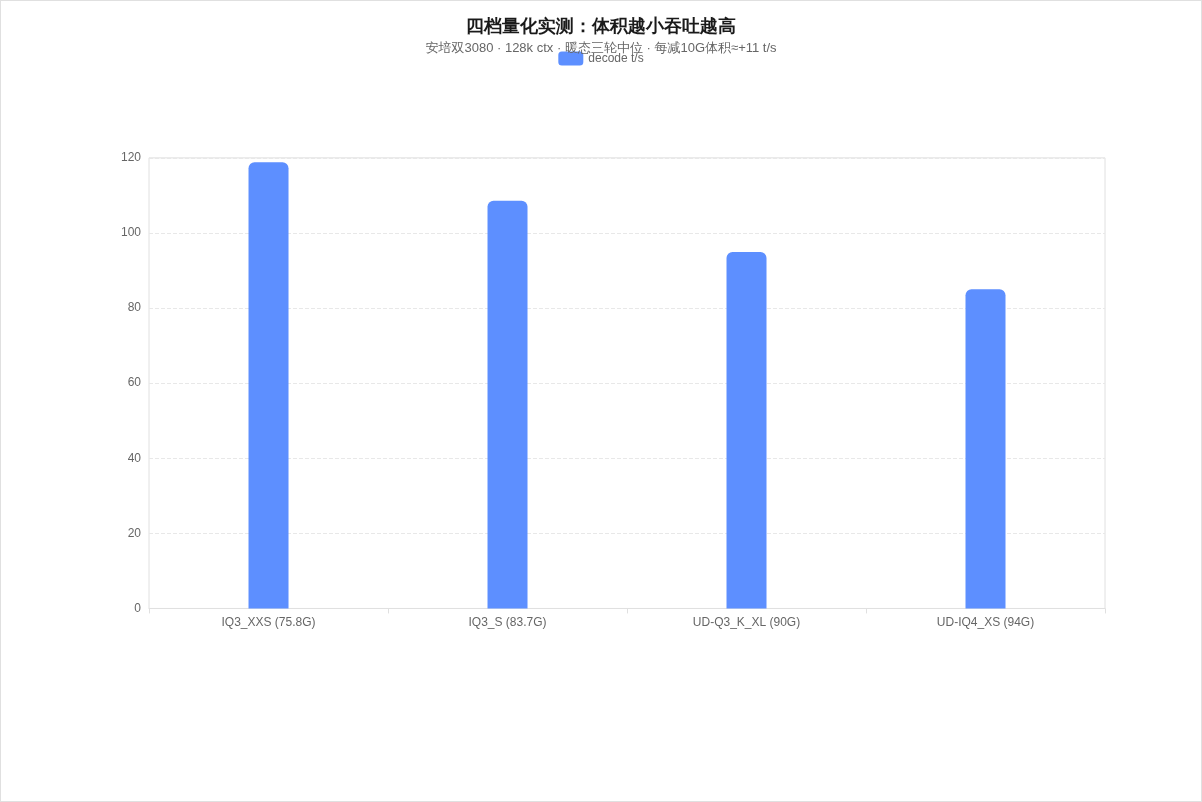 四档量化实测：体积越小吞吐越高
安培双3080 · 128k ctx · 暖态三轮中位 · 每减10G体积≈+11 t/s
decode t/s
120
100
80
60
40
20
0
IQ3_XXS (75.8G)
IQ3_S (83.7G)
UD-Q3_K_XL (90G)
UD-IQ4_XS (94G)